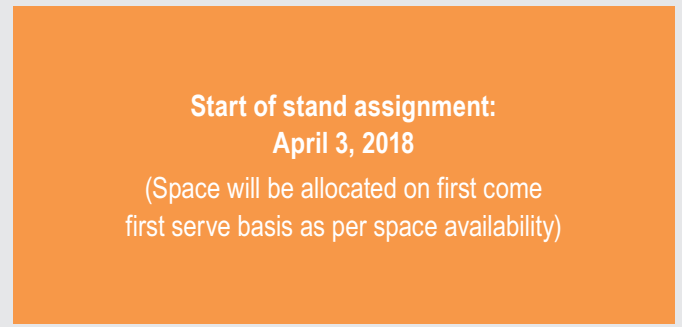 Start of stand assignment:
April 3, 2018
(Space will be allocated on first come
first serve basis as per space availability)